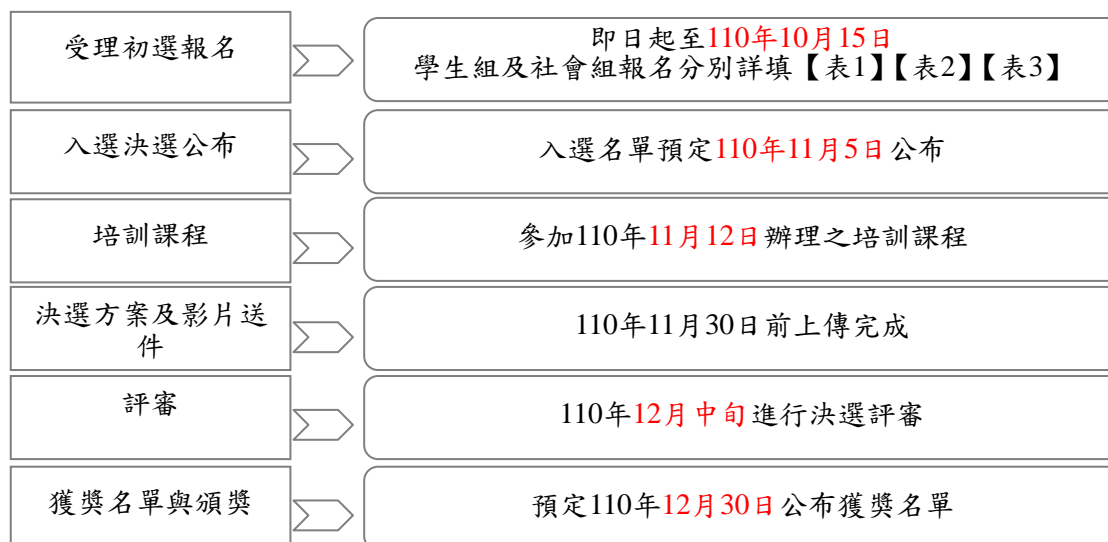 受理初選報名
即日起至110年10月15日
學生組及社會組報名分別詳填【表1】【表2】【表3】
入選決選公布
入選名單預定110年11月5日公布
培訓課程
參加110年11月12日辦理之培訓課程
決選方案及影片送
件
110年11月30日前上傳完成
評審
110年12月中旬進行決選評審
獲獎名單與頒獎
預定110年12月30日公布獲獎名單